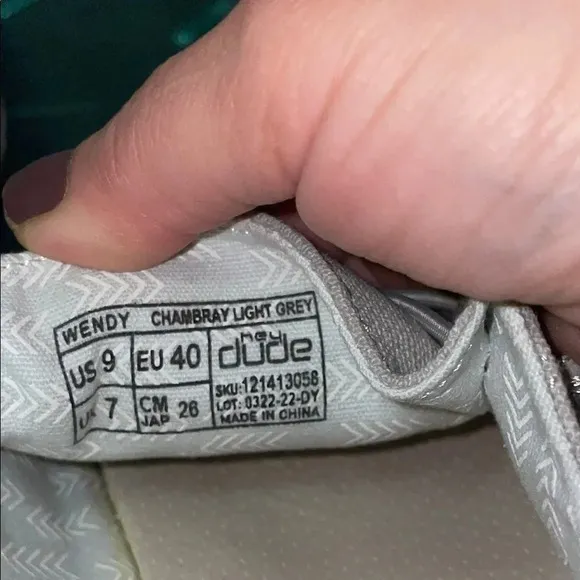 WENDY CHAMBRAY LIGHT GREY
US 9 EU 40 hey dude
UK 7 CM JAP 26 SKU:121413058
LOT: 0322-22-DY
MADE IN CHINA